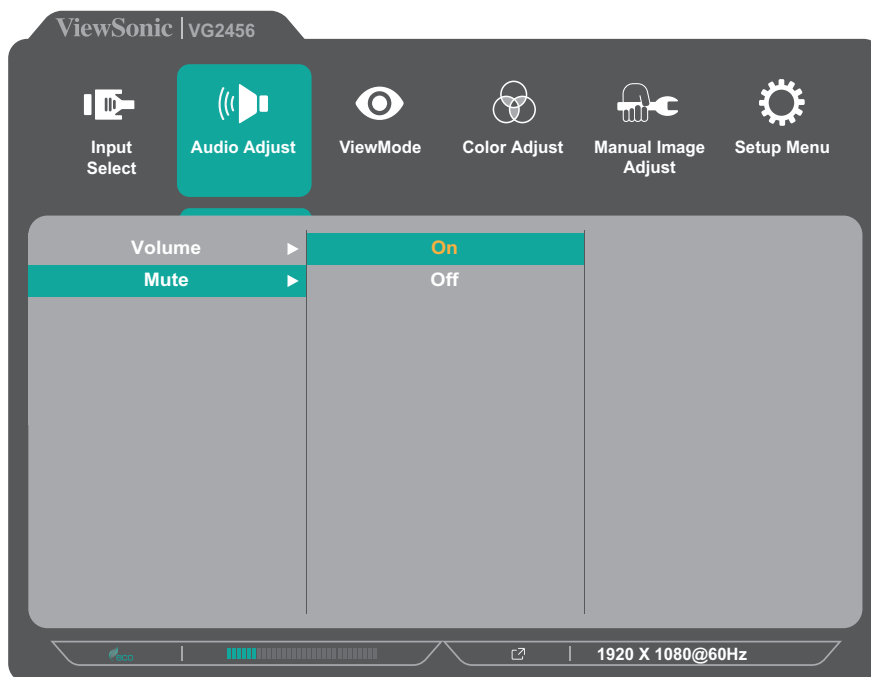 ViewSonic | VG2456
Input
Select
Audio Adjust
ViewMode
Color Adjust
Manual Image
Adjust
Setup Menu
Volume
On
Mute
Off
eco
1920 X 1080@60Hz